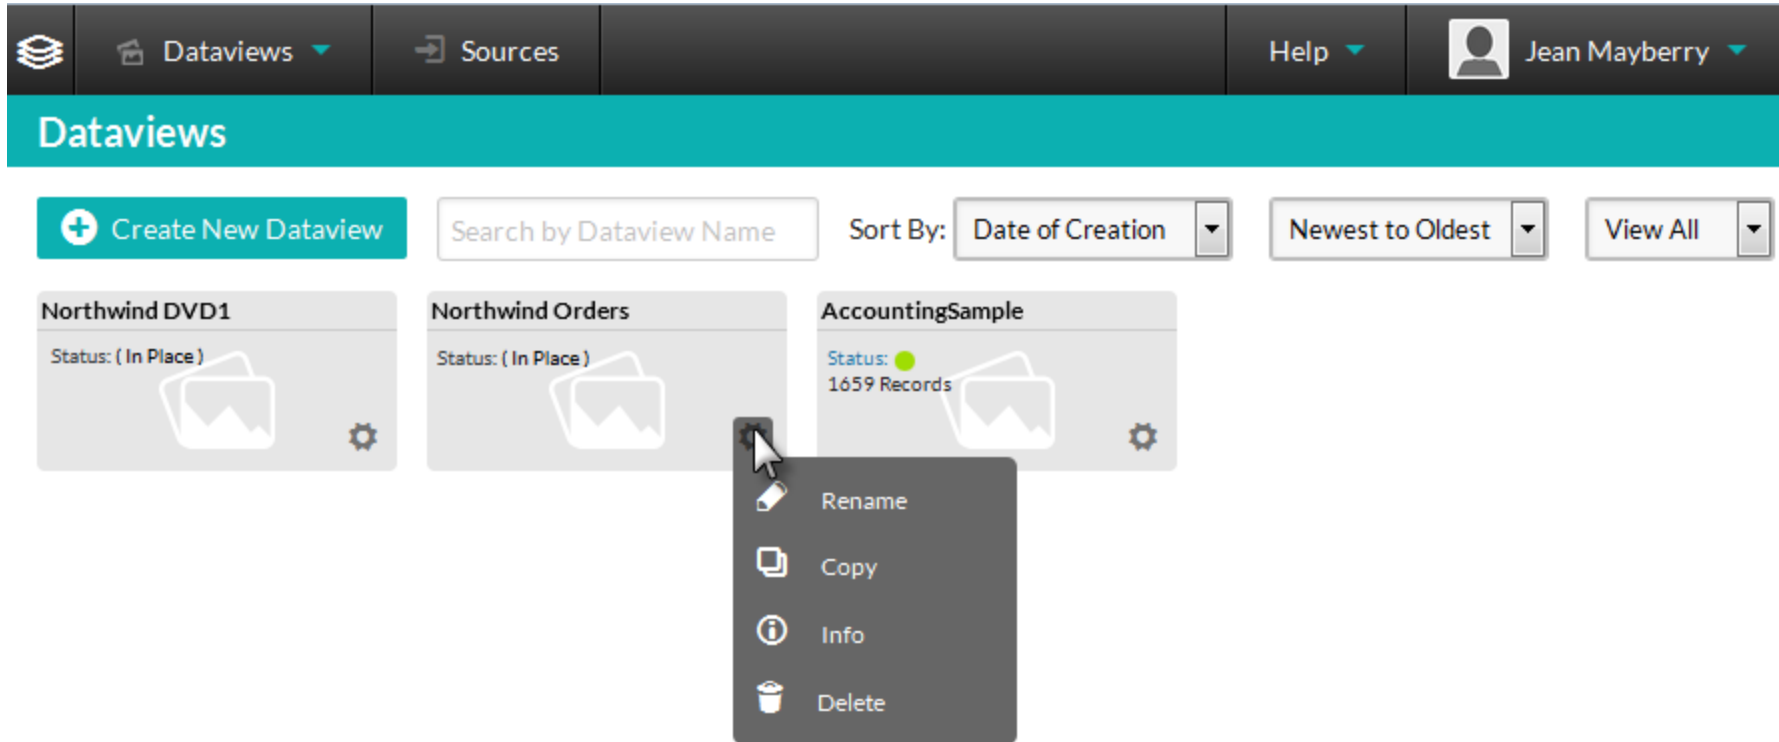 Dataviews
Sources
Help
Jean Mayberry
Dataviews
Create New Dataview
Search by Dataview Name
Sort By:
Date of Creation
Newest to Oldest
View All
Northwind DVD1
Status: ( In Place )
Northwind Orders
Status: ( In Place )
AccountingSample
Status:
1659 Records
Rename
Copy
Info
Delete